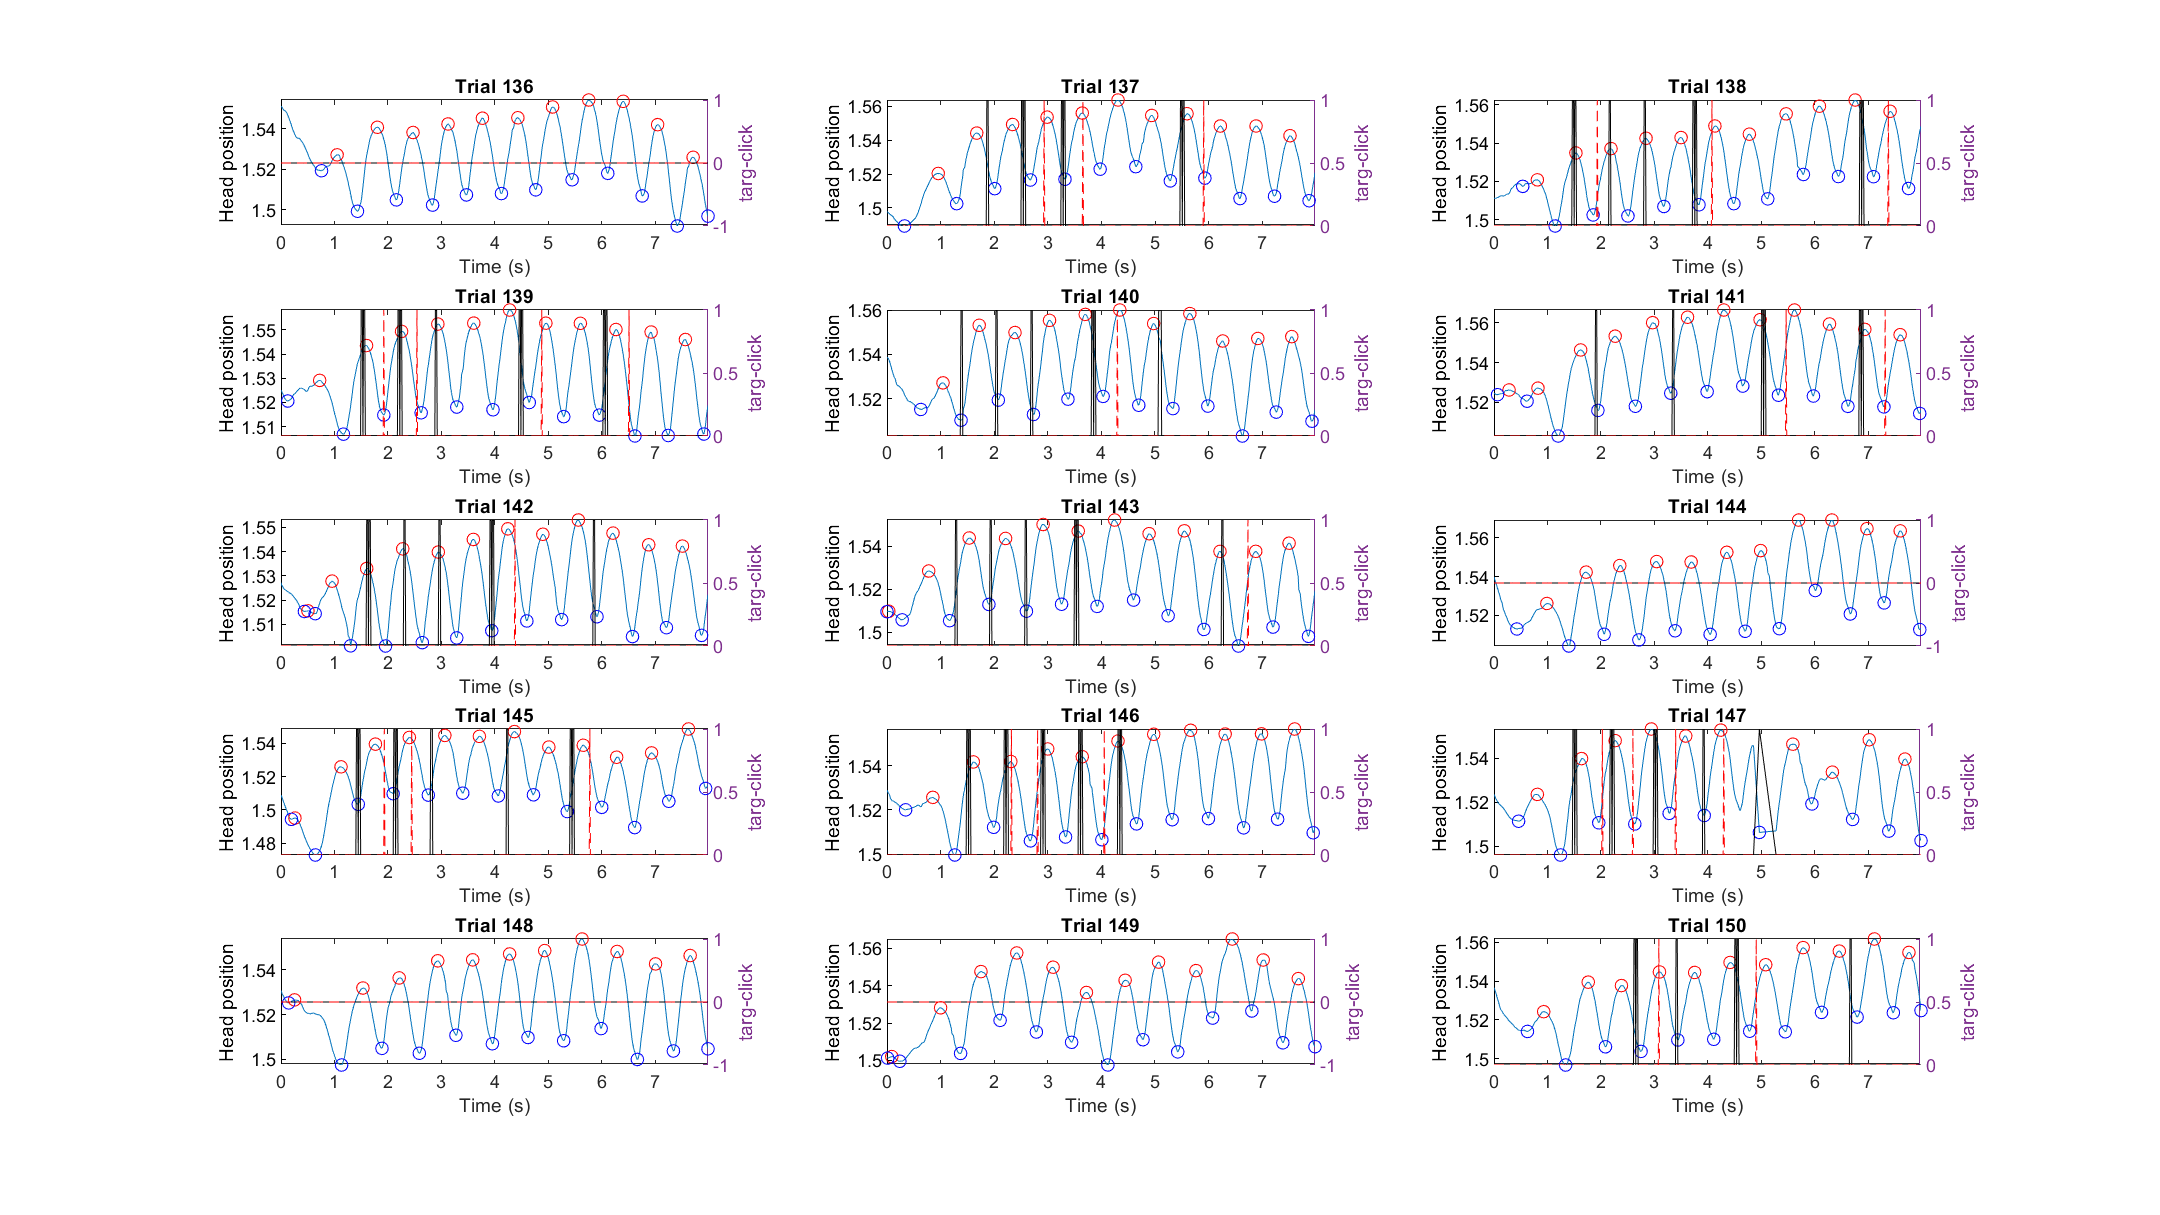 Trial 136
Head position
1.54
1.52
1.5
1
0
-1
targ-click
0 1 2 3 4 5 6 7
Time (s)
Trial 137
Head position
1.56
1.54
1.52
1.5
1
0.5
0
targ-click
0 1 2 3 4 5 6 7
Time (s)
Trial 138
Head position
1.56
1.54
1.52
1.5
1
0.5
0
targ-click
0 1 2 3 4 5 6 7
Time (s)
Trial 139
Head position
1.55
1.54
1.53
1.52
1.51
1
0.5
0
targ-click
0 1 2 3 4 5 6 7
Time (s)
Trial 140
Head position
1.56
1.54
1.52
1
0.5
0
targ-click
0 1 2 3 4 5 6 7
Time (s)
Trial 141
Head position
1.56
1.54
1.52
1
0.5
0
targ-click
0 1 2 3 4 5 6 7
Time (s)
Trial 142
Head position
1.55
1.54
1.53
1.52
1.51
1
0.5
0
targ-click
0 1 2 3 4 5 6 7
Time (s)
Trial 143
Head position
1.54
1.52
1.5
1
0.5
0
targ-click
0 1 2 3 4 5 6 7
Time (s)
Trial 144
Head position
1.56
1.54
1.52
1
0
-1
targ-click
0 1 2 3 4 5 6 7
Time (s)
Trial 145
Head position
1.54
1.52
1.5
1.48
1
0.5
0
targ-click
0 1 2 3 4 5 6 7
Time (s)
Trial 146
Head position
1.54
1.52
1.5
1
0.5
0
targ-click
0 1 2 3 4 5 6 7
Time (s)
Trial 147
Head position
1.54
1.52
1.5
1
0.5
0
targ-click
0 1 2 3 4 5 6 7
Time (s)
Trial 148
Head position
1.54
1.52
1.5
1
0
-1
targ-click
0 1 2 3 4 5 6 7
Time (s)
Trial 149
Head position
1.56
1.54
1.52
1.50
1
0
-1
targ-click
0 1 2 3 4 5 6 7
Time (s)
Trial 150
Head position
1.56
1.54
1.52
1.5
1
0.5
0
targ-click
0 1 2 3 4 5 6 7
Time (s)